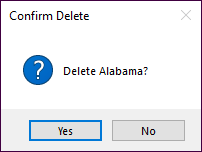 Confirm Delete
Delete Alabama?
Yes
No